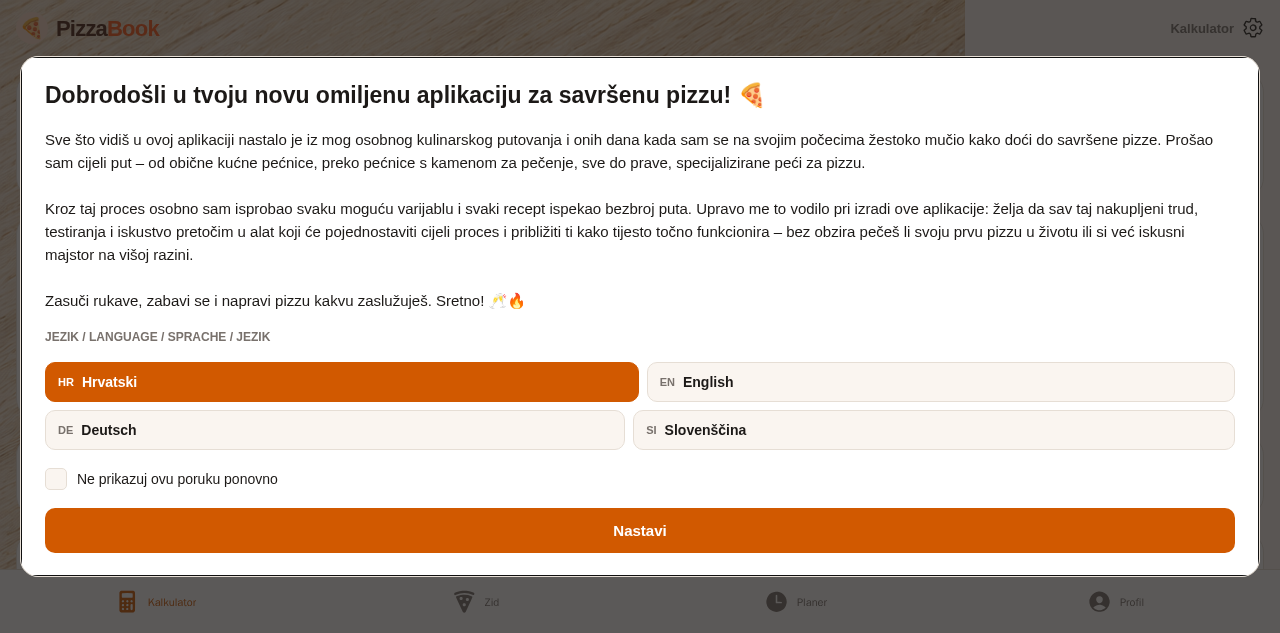 PizzaBook
Kalkulator
Dobrodošli u tvoju novu omiljenu aplikaciju za savršenu pizzu! 🍕
Sve što vidiš u ovoj aplikaciji nastalo je iz mog osobnog kulinarskog putovanja i onih dana kada sam se na svojim počecima žestoko mučio kako doći do savršene pizze. Prošao
sam cijeli put – od obične kućne pećnice, preko pećnice s kamenom za pečenje, sve do prave, specijalizirane peći za pizzu.
Kroz taj proces osobno sam isprobao svaku moguću varijablu i svaki recept ispekao bezbroj puta. Upravo me to vodilo pri izradi ove aplikacije: želja da sav taj nakupljeni trud,
testiranja i iskustvo pretočim u alat koji će pojednostaviti cijeli proces i približiti ti kako tijesto točno funkcionira – bez obzira pečeš li svoju prvu pizzu u životu ili si već iskusni
majstor na višoj razini.
Zasuči rukave, zabavi se i napravi pizzu kakvu zaslužuješ. Sretno! 🥂🔥
JEZIK / LANGUAGE / SPRACHE / JEZIK
HR Hrvatski
EN English
DE Deutsch
SI Slovenščina
Ne prikazuj ovu poruku ponovno
Nastavi
Kalkulator
Zid
Planer
Profil